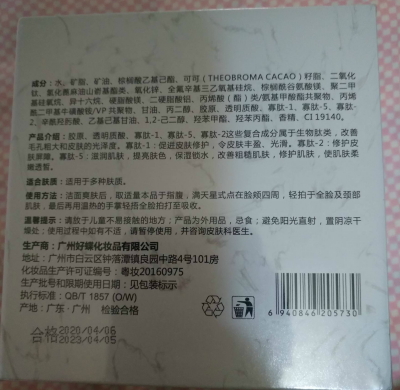 成分：水、矿脂、矿油、棕榈酸乙基己酯、可可（THEOBROMA CACAO）籽脂、二氧化
钛、氢化蓖麻油山嵛基酯类、氧化锌、全氟辛基三乙氧基硅烷、棕榈酰谷氨酸镁、聚二甲
基硅氧烷、异十六烷、硬脂酸镁、二硬脂酸铝、丙烯酸（酯）类/氨基甲酸酯共聚物、丙烯
酰二甲基牛磺酸铵/VP共聚物、甘油、丙二醇、胶原、透明质酸、寡肽-1、寡肽-5、寡肽-
2、辛酰羟肟酸、乙基己基甘油、1,2-己二醇、羟苯甲酯、羟苯丙酯、香精、CI 19140。
产品介绍：胶原、透明质酸、寡肽-1、寡肽-5、寡肽-2这些复合成分属于生物肽类，改善
毛孔粗大和皮肤的光泽度。寡肽-1：促进皮肤修护，令皮肤丰盈、光滑。寡肽-2：修护皮
肤屏障。寡肽-5：滋润肌肤，提亮肤色，保湿锁水，改善粗糙肌肤，修护肌肤，使肌肤柔
嫩透皙。
适合肤质：适用于多种肤质。
使用方法：洁面爽肤后，取适量本品于指腹，满天星式点在脸颊四周，轻拍于全脸及颈部
肌肤，最后再用温热的手掌轻捂全脸拍打至吸收。
温馨提示：请放于儿童不易接触的地方。产品为外用品，忌食；避免阳光直射，置阴凉干
燥处；使用过程中如有不适，请暂停使用，并咨询皮肤科医生。
生产商：广州好蝶化妆品有限公司
地址：广州市白云区钟落潭镇良园中路4号101房
化妆品生产许可证编号：粤妆20160975
生产批号和限期使用日期：见包装标示
执行标准：QB/T 1857 (O/W)
产地：广东·广州 检验合格
6 940846 205730
合格 2020/04/06
2023/04/05